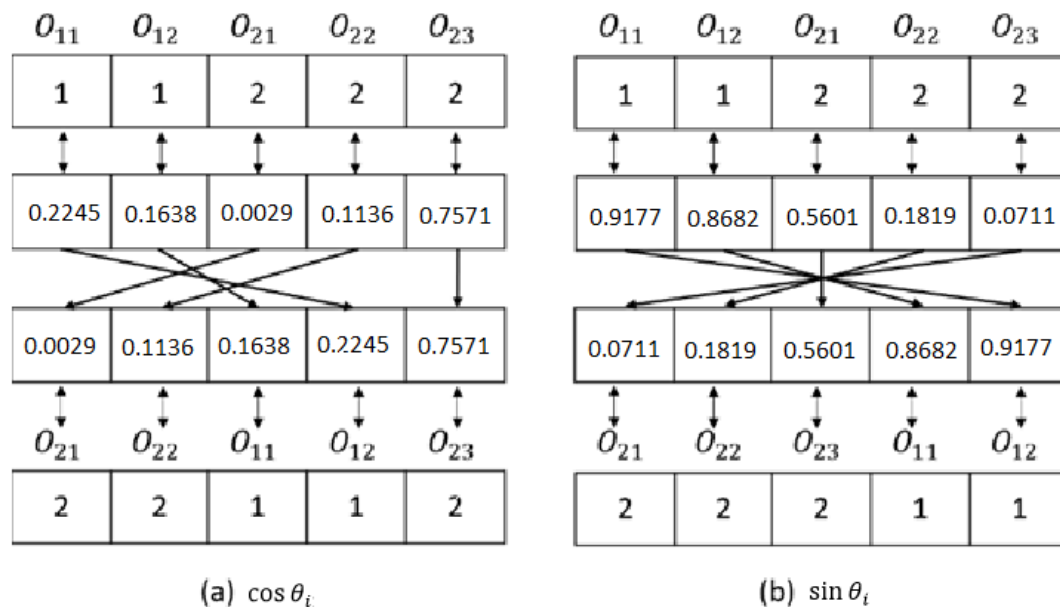 O₁₁ O₁₂ O₂₁ O₂₂ O₂₃
1 1 2 2 2
0.2245 0.1638 0.0029 0.1136 0.7571
0.0029 0.1136 0.1638 0.2245 0.7571
O₂₁ O₂₂ O₁₁ O₁₂ O₂₃
2 2 1 1 2
(a) cos θᵢ
O₁₁ O₁₂ O₂₁ O₂₂ O₂₃
1 1 2 2 2
0.9177 0.8682 0.5601 0.1819 0.0711
0.0711 0.1819 0.5601 0.8682 0.9177
O₂₁ O₂₂ O₂₃ O₁₁ O₁₂
2 2 2 1 1
(b) sin θᵢ